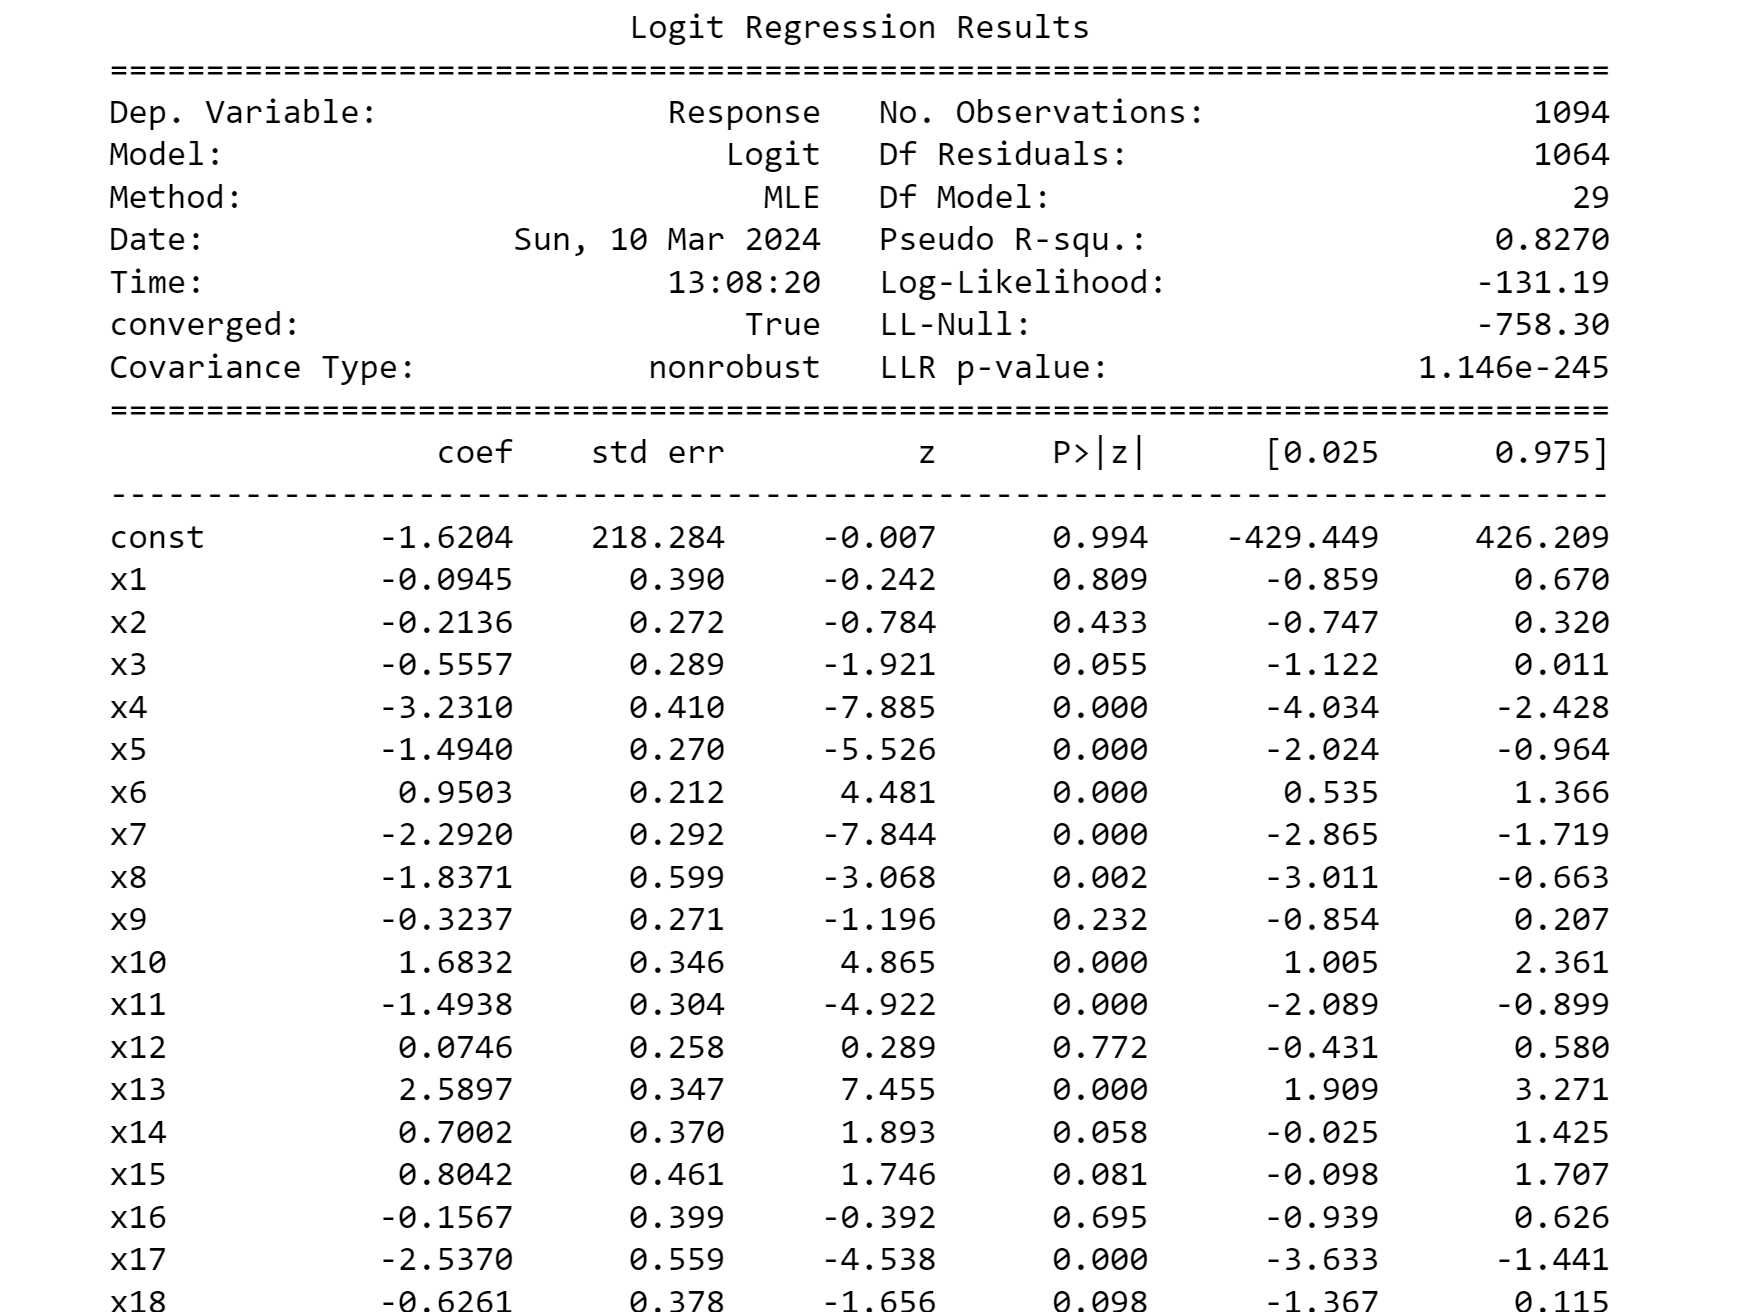 Logit Regression Results
==============================================================================
Dep. Variable: Response No. Observations: 1094
Model: Logit Df Residuals: 1064
Method: MLE Df Model: 29
Date: Sun, 10 Mar 2024 Pseudo R-squ.: 0.8270
Time: 13:08:20 Log-Likelihood: -131.19
converged: True LL-Null: -758.30
Covariance Type: nonrobust LLR p-value: 1.146e-245
==============================================================================
coef std err z P>|z| [0.025 0.975]
------------------------------------------------------------------------------
const -1.6204 218.284 -0.007 0.994 -429.449 426.209
x1 -0.0945 0.390 -0.242 0.809 -0.859 0.670
x2 -0.2136 0.272 -0.784 0.433 -0.747 0.320
x3 -0.5557 0.289 -1.921 0.055 -1.122 0.011
x4 -3.2310 0.410 -7.885 0.000 -4.034 -2.428
x5 -1.4940 0.270 -5.526 0.000 -2.024 -0.964
x6 0.9503 0.212 4.481 0.000 0.535 1.366
x7 -2.2920 0.292 -7.844 0.000 -2.865 -1.719
x8 -1.8371 0.599 -3.068 0.002 -3.011 -0.663
x9 -0.3237 0.271 -1.196 0.232 -0.854 0.207
x10 1.6832 0.346 4.865 0.000 1.005 2.361
x11 -1.4938 0.304 -4.922 0.000 -2.089 -0.899
x12 0.0746 0.258 0.289 0.772 -0.431 0.580
x13 2.5897 0.347 7.455 0.000 1.909 3.271
x14 0.7002 0.370 1.893 0.058 -0.025 1.425
x15 0.8042 0.461 1.746 0.081 -0.098 1.707
x16 -0.1567 0.399 -0.392 0.695 -0.939 0.626
x17 -2.5370 0.559 -4.538 0.000 -3.633 -1.441
x18 -0.6261 0.378 -1.656 0.098 -1.367 0.115